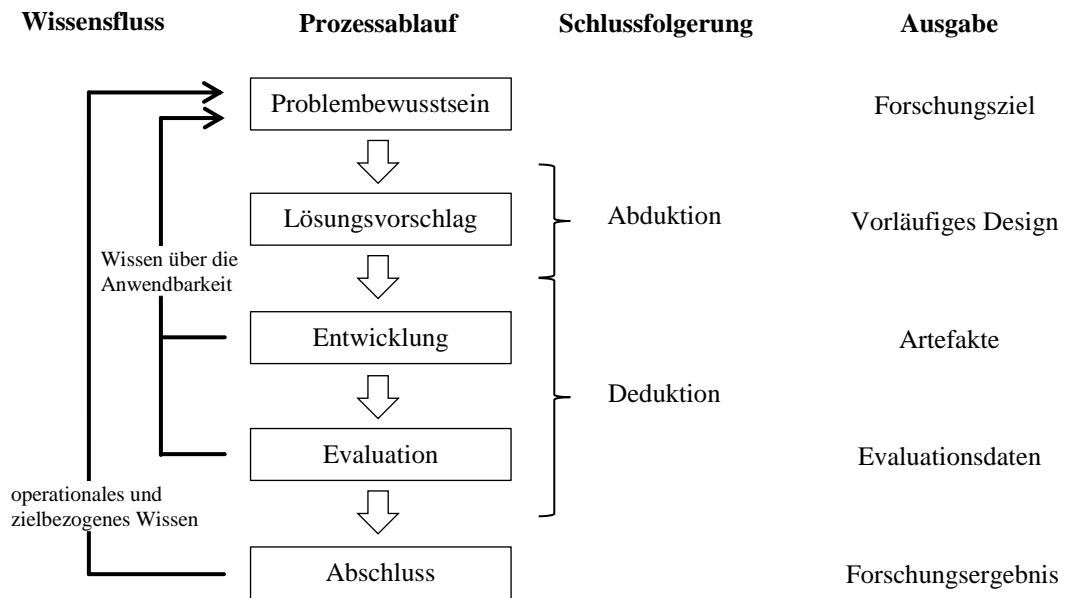 Wissensfluss Prozessablauf Schlussfolgerung Ausgabe
Problembewusstsein Forschungsziel
Lösungsvorschlag Abduktion Vorläufiges Design
Wissen über die
Anwendbarkeit
Entwicklung Artefakte
Deduktion
Evaluation Evaluationsdaten
operationales und
zielbezogenes Wissen
Abschluss Forschungsergebnis